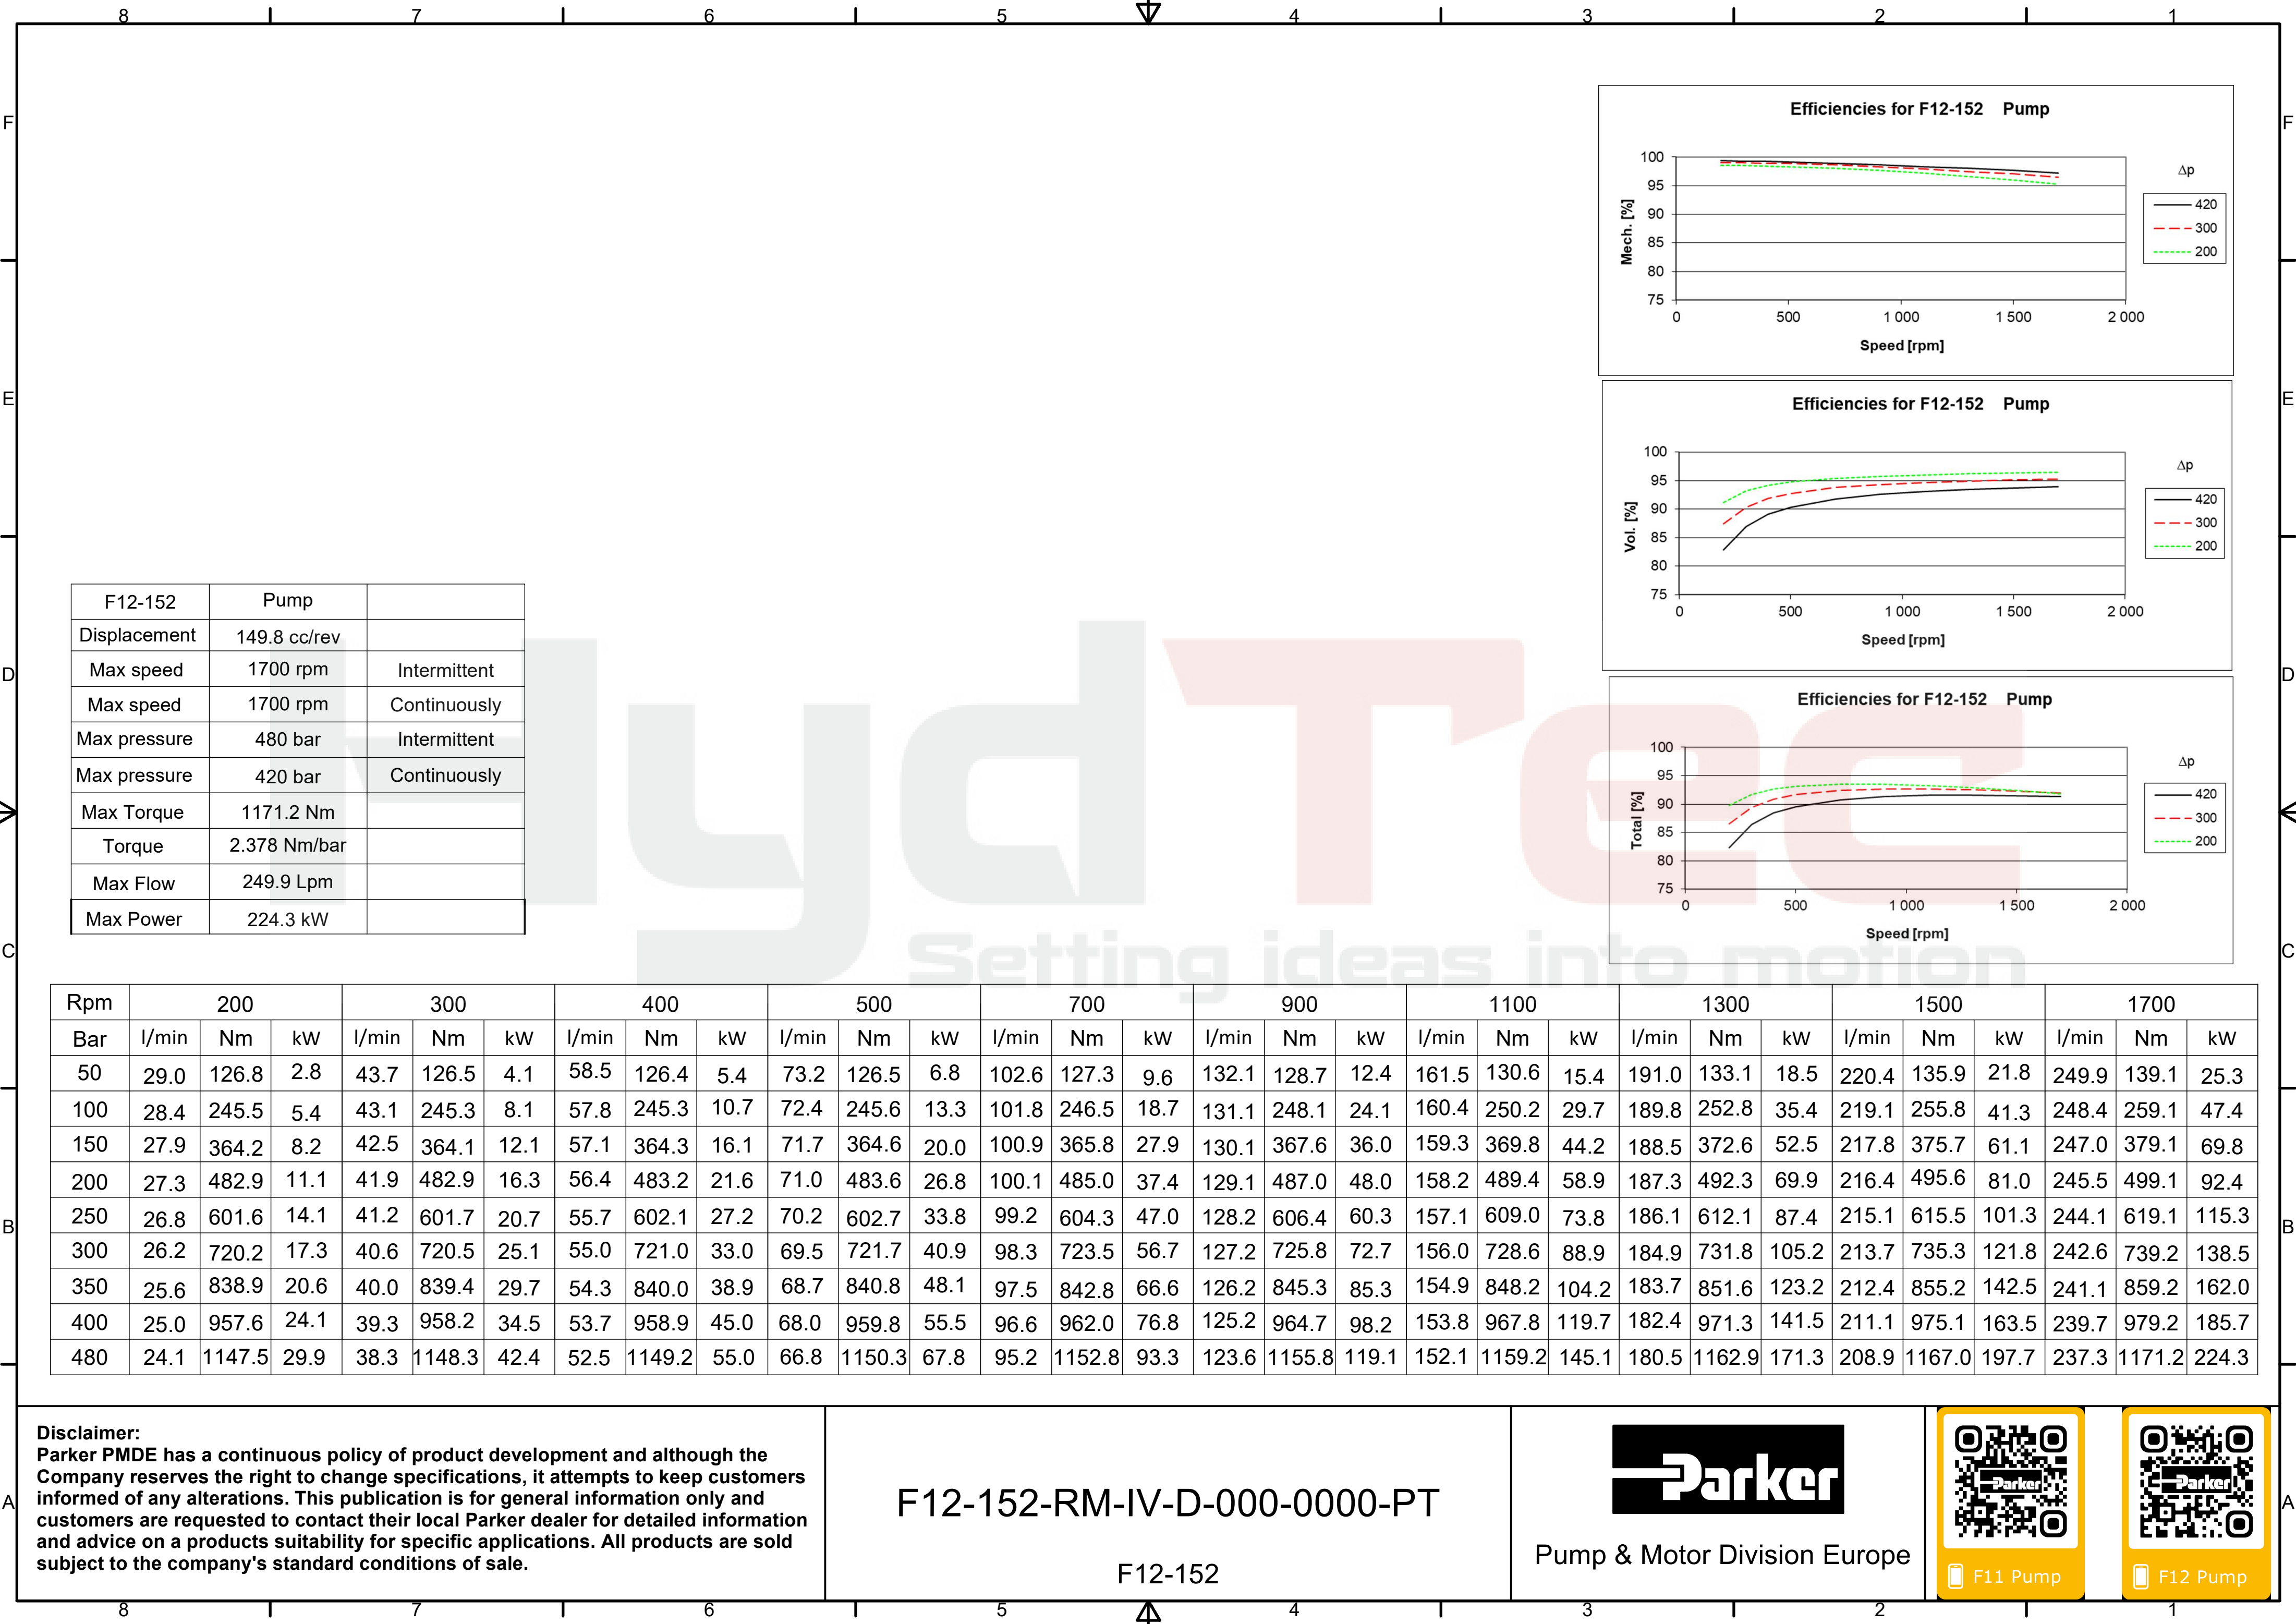 8 7 6 5 4 3 2 1
F F
E E
D D
C C
B B
A A
Efficiencies for F12-152 Pump
100
95
90
85
80
75
Mech. [%]
0 500 1 000 1 500 2 000
Speed [rpm]
Δp
420
300
200
Efficiencies for F12-152 Pump
100
95
90
85
80
75
Vol. [%]
0 500 1 000 1 500 2 000
Speed [rpm]
Δp
420
300
200
Efficiencies for F12-152 Pump
100
95
90
85
80
75
Total [%]
0 500 1 000 1 500 2 000
Speed [rpm]
Δp
420
300
200
F12-152 Pump
Displacement 149.8 cc/rev
Max speed 1700 rpm Intermittent
Max speed 1700 rpm Continuously
Max pressure 480 bar Intermittent
Max pressure 420 bar Continuously
Max Torque 1171.2 Nm
Torque 2.378 Nm/bar
Max Flow 249.9 Lpm
Max Power 224.3 kW
HydTec
Setting ideas into motion
Rpm 200 300 400 500 700 900 1100 1300 1500 1700
Bar l/min Nm kW l/min Nm kW l/min Nm kW l/min Nm kW l/min Nm kW l/min Nm kW l/min Nm kW l/min Nm kW l/min Nm kW l/min Nm kW
50 29.0 126.8 2.8 43.7 126.5 4.1 58.5 126.4 5.4 73.2 126.5 6.8 102.6 127.3 9.6 132.1 128.7 12.4 161.5 130.6 15.4 191.0 133.1 18.5 220.4 135.9 21.8 249.9 139.1 25.3
100 28.4 245.5 5.4 43.1 245.3 8.1 57.8 245.3 10.7 72.4 245.6 13.3 101.8 246.5 18.7 131.1 248.1 24.1 160.4 250.2 29.7 189.8 252.8 35.4 219.1 255.8 41.3 248.4 259.1 47.4
150 27.9 364.2 8.2 42.5 364.1 12.1 57.1 364.3 16.1 71.7 364.6 20.0 100.9 365.8 27.9 130.1 367.6 36.0 159.3 369.8 44.2 188.5 372.6 52.5 217.8 375.7 61.1 247.0 379.1 69.8
200 27.3 482.9 11.1 41.9 482.9 16.3 56.4 483.2 21.6 71.0 483.6 26.8 100.1 485.0 37.4 129.1 487.0 48.0 158.2 489.4 58.9 187.3 492.3 69.9 216.4 495.6 81.0 245.5 499.1 92.4
250 26.8 601.6 14.1 41.2 601.7 20.7 55.7 602.1 27.2 70.2 602.7 33.8 99.2 604.3 47.0 128.2 606.4 60.3 157.1 609.0 73.8 186.1 612.1 87.4 215.1 615.5 101.3 244.1 619.1 115.3
300 26.2 720.2 17.3 40.6 720.5 25.1 55.0 721.0 33.0 69.5 721.7 40.9 98.3 723.5 56.7 127.2 725.8 72.7 156.0 728.6 88.9 184.9 731.8 105.2 213.7 735.3 121.8 242.6 739.2 138.5
350 25.6 838.9 20.6 40.0 839.4 29.7 54.3 840.0 38.9 68.7 840.8 48.1 97.5 842.8 66.6 126.2 845.3 85.3 154.9 848.2 104.2 183.7 851.6 123.2 212.4 855.2 142.5 241.1 859.2 162.0
400 25.0 957.6 24.1 39.3 958.2 34.5 53.7 958.9 45.0 68.0 959.8 55.5 96.6 962.0 76.8 125.2 964.7 98.2 153.8 967.8 119.7 182.4 971.3 141.5 211.1 975.1 163.5 239.7 979.2 185.7
480 24.1 1147.5 29.9 38.3 1148.3 42.4 52.5 1149.2 55.0 66.8 1150.3 67.8 95.2 1152.8 93.3 123.6 1155.8 119.1 152.1 1159.2 145.1 180.5 1162.9 171.3 208.9 1167.0 197.7 237.3 1171.2 224.3
Disclaimer:
Parker PMDE has a continuous policy of product development and although the
Company reserves the right to change specifications, it attempts to keep customers
informed of any alterations. This publication is for general information only and
customers are requested to contact their local Parker dealer for detailed information
and advice on a products suitability for specific applications. All products are sold
subject to the company's standard conditions of sale.
F12-152-RM-IV-D-000-0000-PT
F12-152
Parker
Pump & Motor Division Europe
Parker
F11 Pump
Parker
F12 Pump
8 7 6 5 4 3 2 1